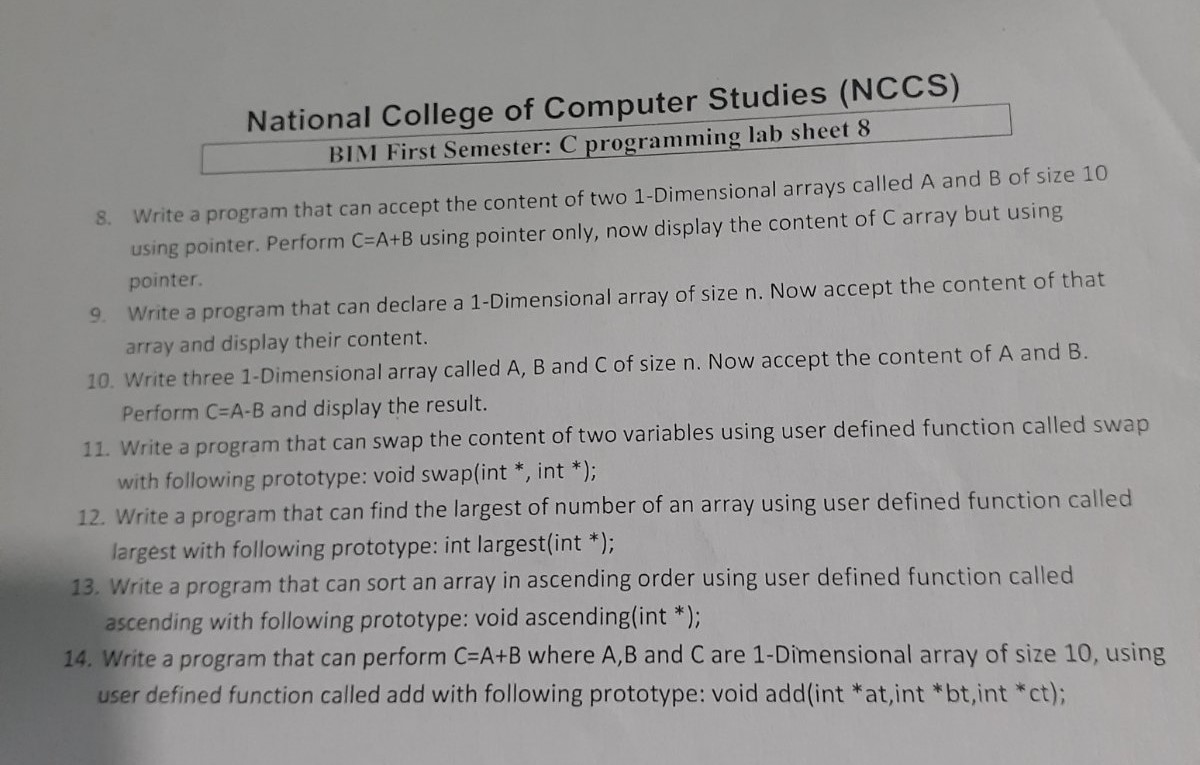 National College of Computer Studies (NCCS)
BIM First Semester: C programming lab sheet 8
8. Write a program that can accept the content of two 1-Dimensional arrays called A and B of size 10
using pointer. Perform C=A+B using pointer only, now display the content of C array but using
pointer.
9. Write a program that can declare a 1-Dimensional array of size n. Now accept the content of that
array and display their content.
10. Write three 1-Dimensional array called A, B and C of size n. Now accept the content of A and B.
Perform C=A-B and display the result.
11. Write a program that can swap the content of two variables using user defined function called swap
with following prototype: void swap(int *, int *);
12. Write a program that can find the largest of number of an array using user defined function called
largest with following prototype: int largest(int *);
13. Write a program that can sort an array in ascending order using user defined function called
ascending with following prototype: void ascending(int *);
14. Write a program that can perform C=A+B where A,B and C are 1-Dimensional array of size 10, using
user defined function called add with following prototype: void add(int *at,int *bt,int *ct);